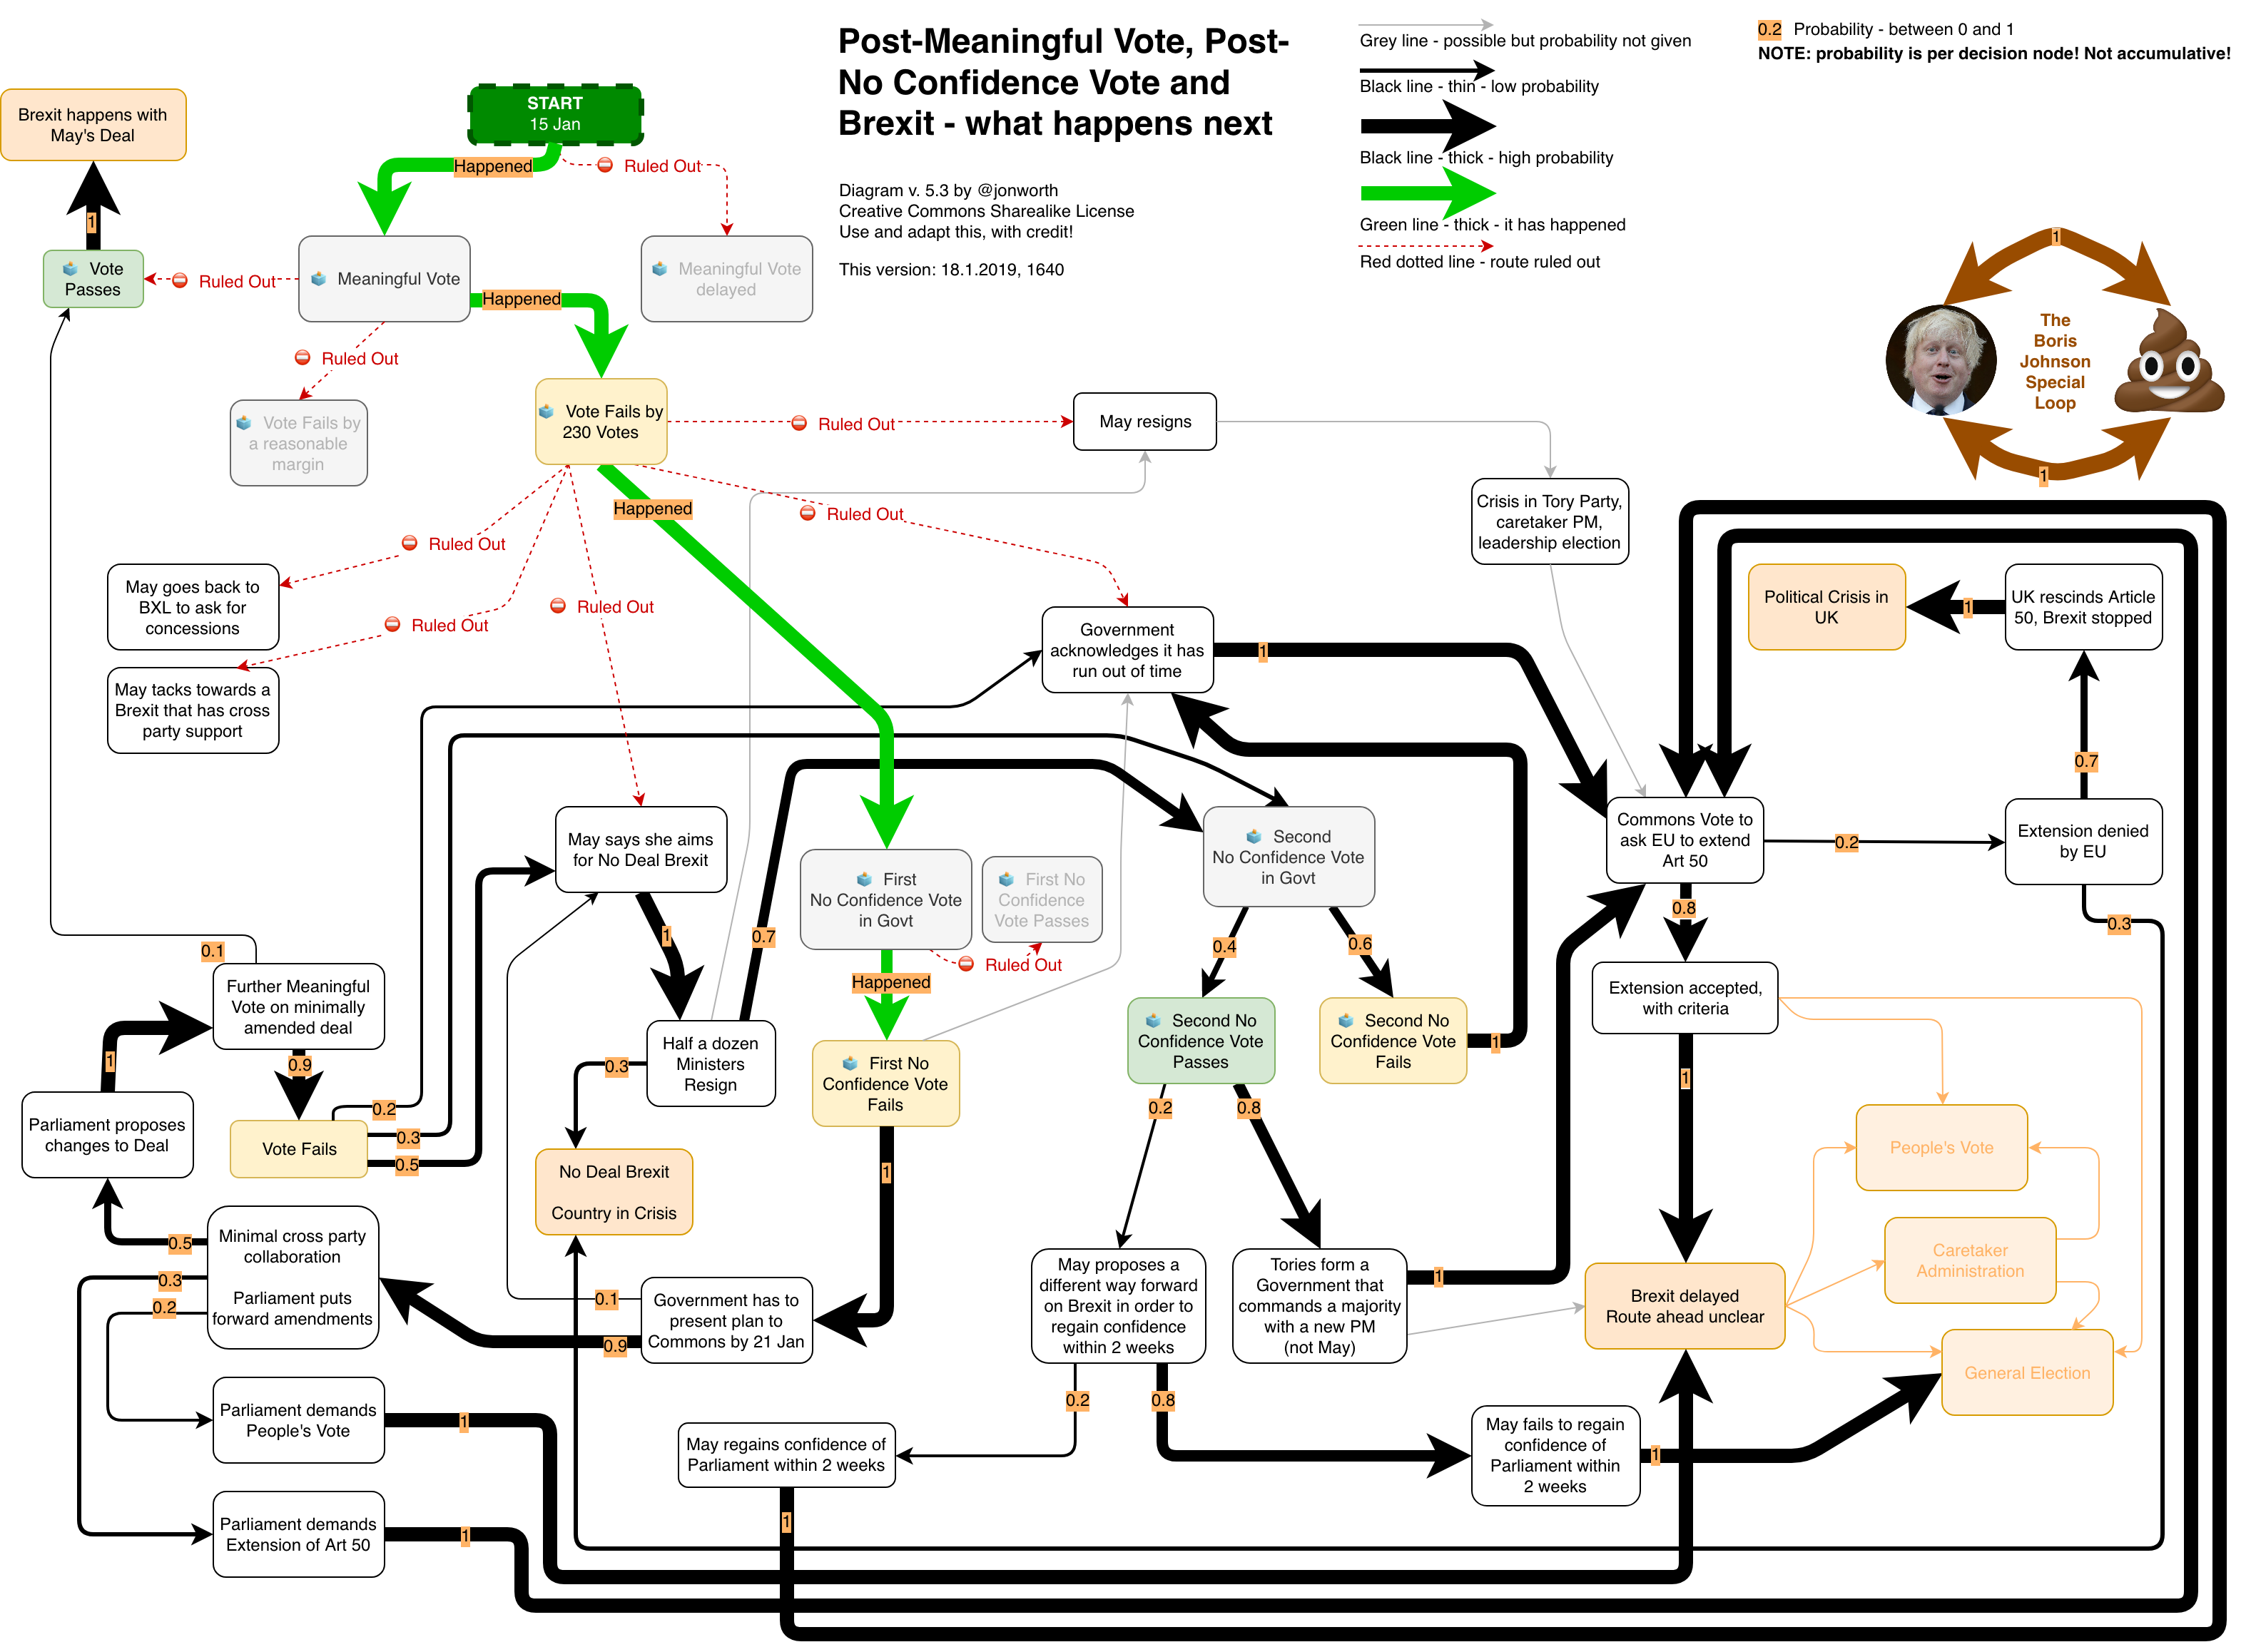 Post-Meaningful Vote, Post-
No Confidence Vote and
Brexit - what happens next
Diagram v. 5.3 by @jonworth
Creative Commons Sharealike License
Use and adapt this, with credit!
This version: 18.1.2019, 1640
Grey line - possible but probability not given
Black line - thin - low probability
Black line - thick - high probability
Green line - thick - it has happened
Red dotted line - route ruled out
0.2 Probability - between 0 and 1
NOTE: probability is per decision node! Not accumulative!
1
The
Boris
Johnson
Special
Loop
1
START
15 Jan
Happened
Ruled Out
Brexit happens with
May's Deal
1
Vote
Passes
Ruled Out
Meaningful Vote
Meaningful Vote
delayed
Happened
Ruled Out
Vote Fails by
a reasonable
margin
Vote Fails by
230 Votes
Ruled Out
May resigns
Happened
Ruled Out
Ruled Out
Ruled Out
Ruled Out
Crisis in Tory Party,
caretaker PM,
leadership election
May goes back to
BXL to ask for
concessions
May tacks towards a
Brexit that has cross
party support
Government
acknowledges it has
run out of time
1
Political Crisis in
UK
1
UK rescinds Article
50, Brexit stopped
0.7
May says she aims
for No Deal Brexit
1
0.7
First
No Confidence Vote
in Govt
First No
Confidence
Vote Passes
Ruled Out
Happened
Second
No Confidence Vote
in Govt
0.4
0.6
Commons Vote to
ask EU to extend
Art 50
0.2
Extension denied
by EU
0.8
0.3
0.1
Further Meaningful
Vote on minimally
amended deal
1
0.9
Half a dozen
Ministers
Resign
0.3
First No
Confidence Vote
Fails
Second No
Confidence Vote
Passes
Second No
Confidence Vote
Fails
1
Extension accepted,
with criteria
1
Parliament proposes
changes to Deal
Vote Fails
0.2
0.3
0.5
No Deal Brexit
Country in Crisis
1
0.2
0.8
People's Vote
Minimal cross party
collaboration
Parliament puts
forward amendments
0.5
0.3
0.2
0.1
0.9
Government has to
present plan to
Commons by 21 Jan
May proposes a
different way forward
on Brexit in order to
regain confidence
within 2 weeks
Tories form a
Government that
commands a majority
with a new PM
(not May)
1
Brexit delayed
Route ahead unclear
Caretaker
Administration
General Election
Parliament demands
People's Vote
1
0.2
0.8
May regains confidence of
Parliament within 2 weeks
1
May fails to regain
confidence of
Parliament within
2 weeks
1
Parliament demands
Extension of Art 50
1